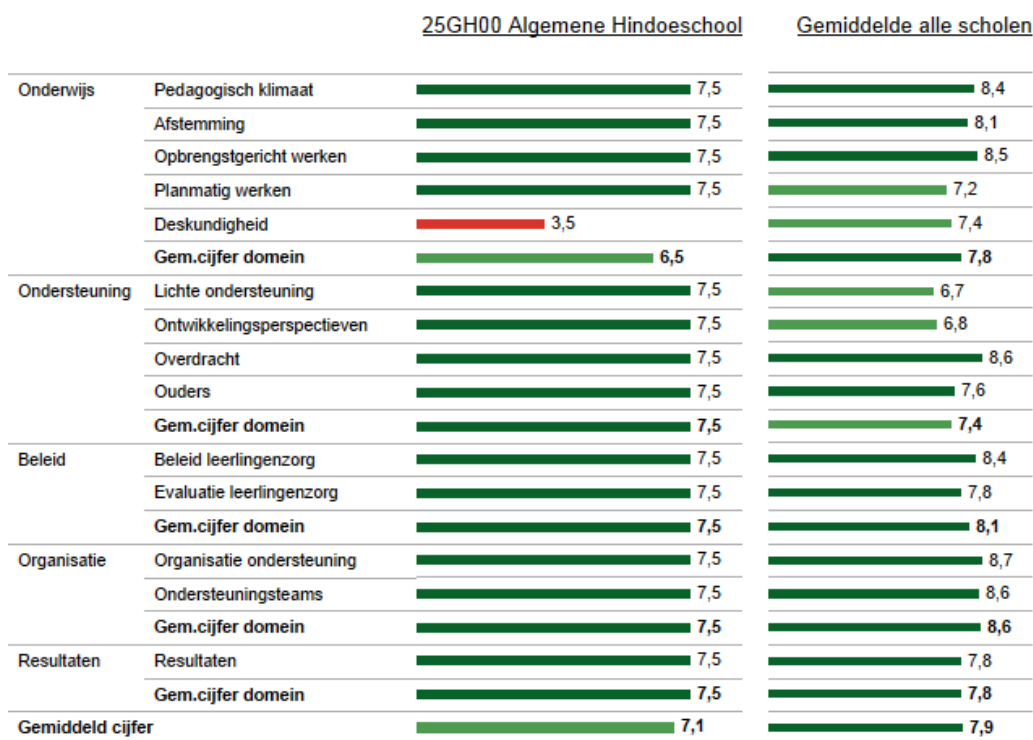 25GH00 Algemene Hindoeschool Gemiddelde alle scholen
Onderwijs Pedagogisch klimaat 7,5 8,4
Afstemming 7,5 8,1
Opbrengstgericht werken 7,5 8,5
Planmatig werken 7,5 7,2
Deskundigheid 3,5 7,4
Gem.cijfer domein 6,5 7,8
Ondersteuning Lichte ondersteuning 7,5 6,7
Ontwikkelingsperspectieven 7,5 6,8
Overdracht 7,5 8,6
Ouders 7,5 7,6
Gem.cijfer domein 7,5 7,4
Beleid Beleid leerlingenzorg 7,5 8,4
Evaluatie leerlingenzorg 7,5 7,8
Gem.cijfer domein 7,5 8,1
Organisatie Organisatie ondersteuning 7,5 8,7
Ondersteuningsteams 7,5 8,6
Gem.cijfer domein 7,5 8,6
Resultaten Resultaten 7,5 7,8
Gem.cijfer domein 7,5 7,8
Gemiddeld cijfer 7,1 7,9